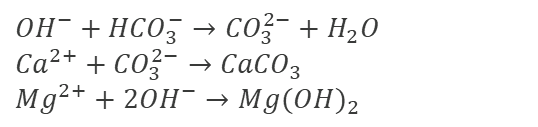 OH⁻ + HCO₃⁻ → CO₃²⁻ + H₂O
Ca²⁺ + CO₃²⁻ → CaCO₃
Mg²⁺ + 2OH⁻ → Mg(OH)₂